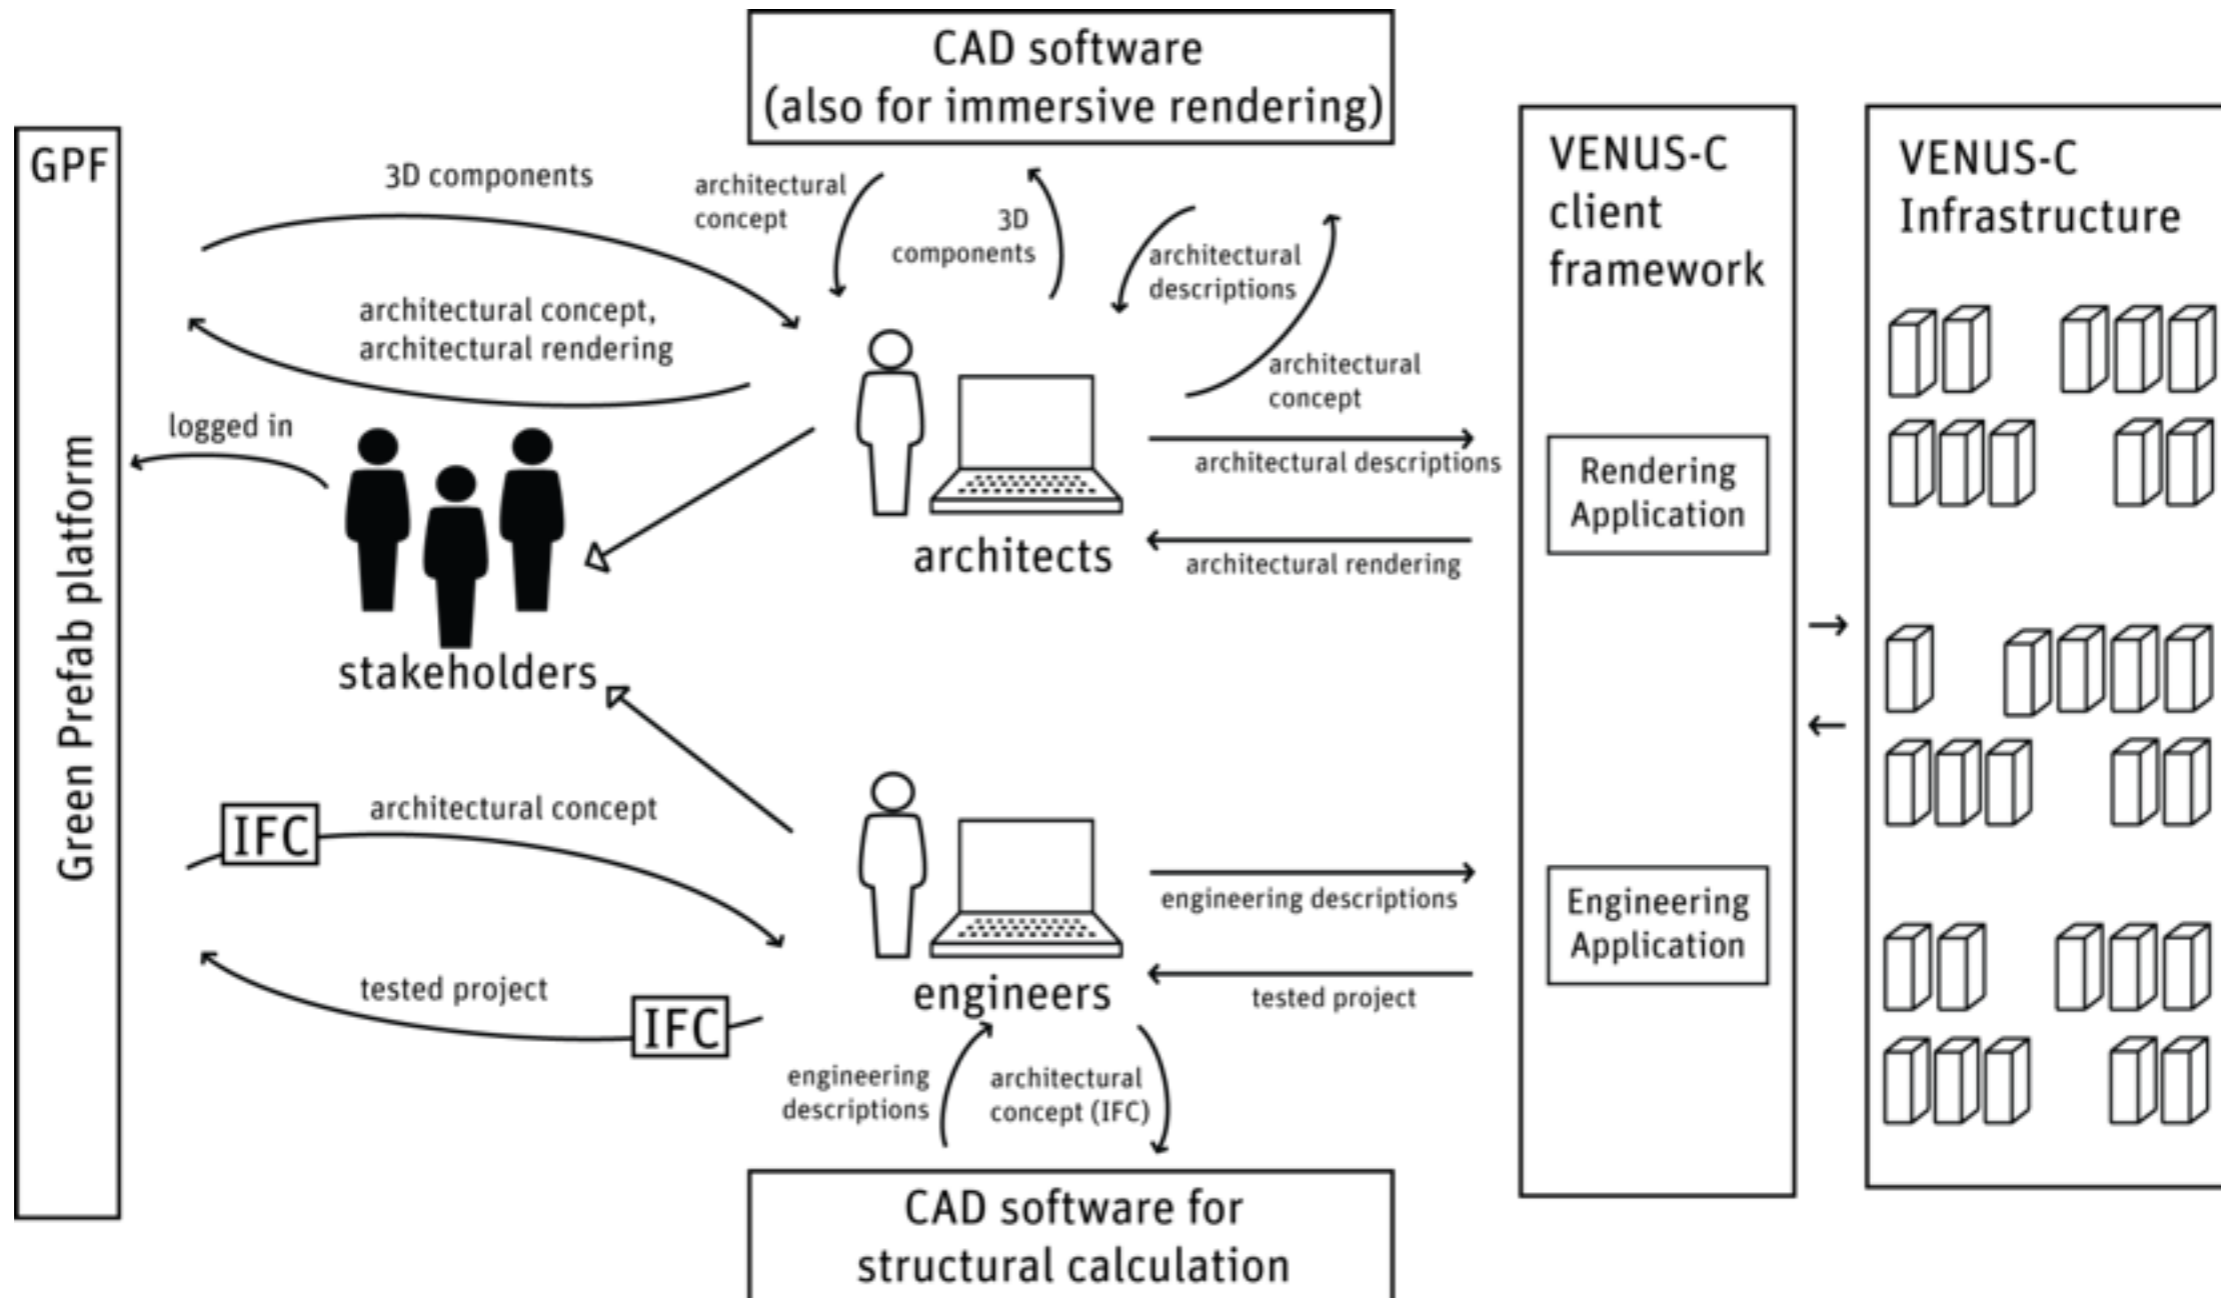 CAD software
(also for immersive rendering)
GPF
Green Prefab platform
3D components
architectural concept,
architectural rendering
logged in
stakeholders
architectural
concept
3D
components
architectural
descriptions
architectural
concept
architects
architectural descriptions
architectural rendering
VENUS-C
client
framework
Rendering
Application
Engineering
Application
VENUS-C
Infrastructure
IFC
architectural concept
tested project
IFC
engineers
engineering descriptions
tested project
engineering
descriptions
architectural
concept (IFC)
CAD software for
structural calculation